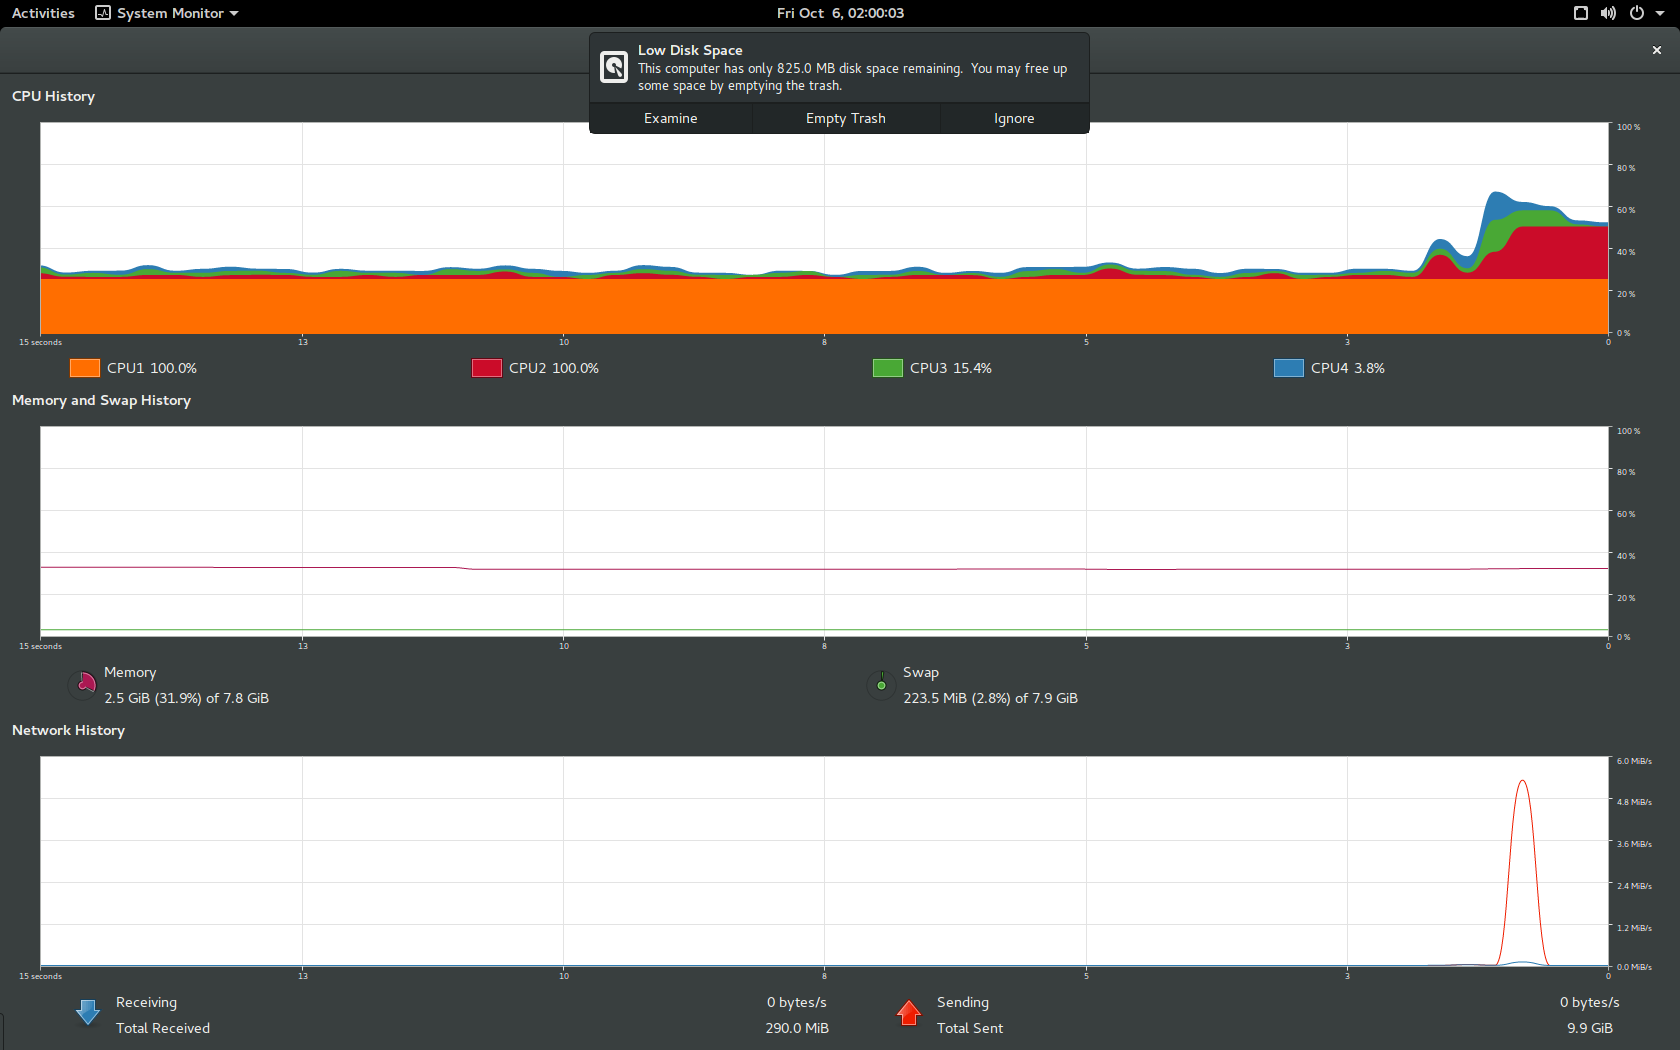 Activities System Monitor Fri Oct 6, 02:00:03
Low Disk Space
This computer has only 825.0 MB disk space remaining. You may free up
some space by emptying the trash.
Examine Empty Trash Ignore
CPU History
100 %
80 %
60 %
40 %
20 %
0 %
15 seconds 13 10 8 5 3 0
CPU1 100.0% CPU2 100.0% CPU3 15.4% CPU4 3.8%
Memory and Swap History
100 %
80 %
60 %
40 %
20 %
0 %
15 seconds 13 10 8 5 3 0
Memory Swap
2.5 GiB (31.9%) of 7.8 GiB 223.5 MiB (2.8%) of 7.9 GiB
Network History
6.0 MiB/s
4.8 MiB/s
3.6 MiB/s
2.4 MiB/s
1.2 MiB/s
0.0 MiB/s
15 seconds 13 10 8 5 3 0
Receiving 0 bytes/s Sending 0 bytes/s
Total Received 290.0 MiB Total Sent 9.9 GiB